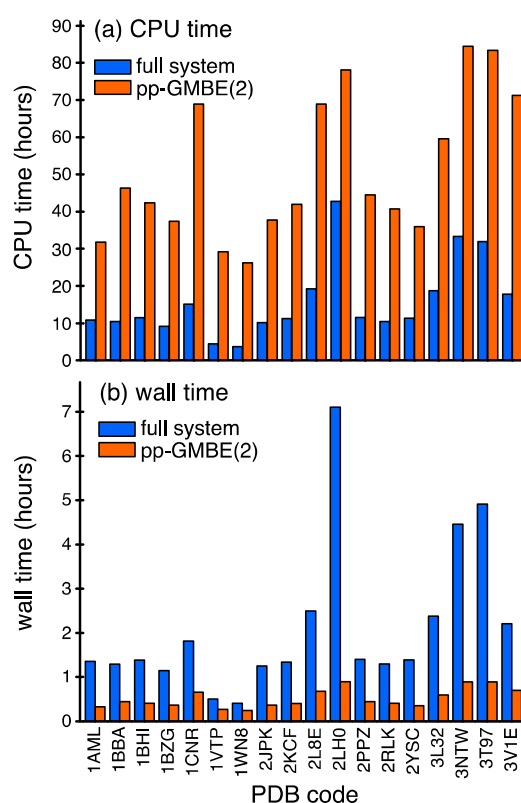 (a) CPU time
full system
pp-GMBE(2)
CPU time (hours)
90
80
70
60
50
40
30
20
10
0
(b) wall time
full system
pp-GMBE(2)
wall time (hours)
7
6
5
4
3
2
1
0
1AML
1BBA
1BHI
1BZG
1CNR
1VTP
1WN8
2JPK
2KCF
2L8E
2LH0
2PPZ
2RLK
2YSC
3L32
3NTW
3T97
3V1E
PDB code